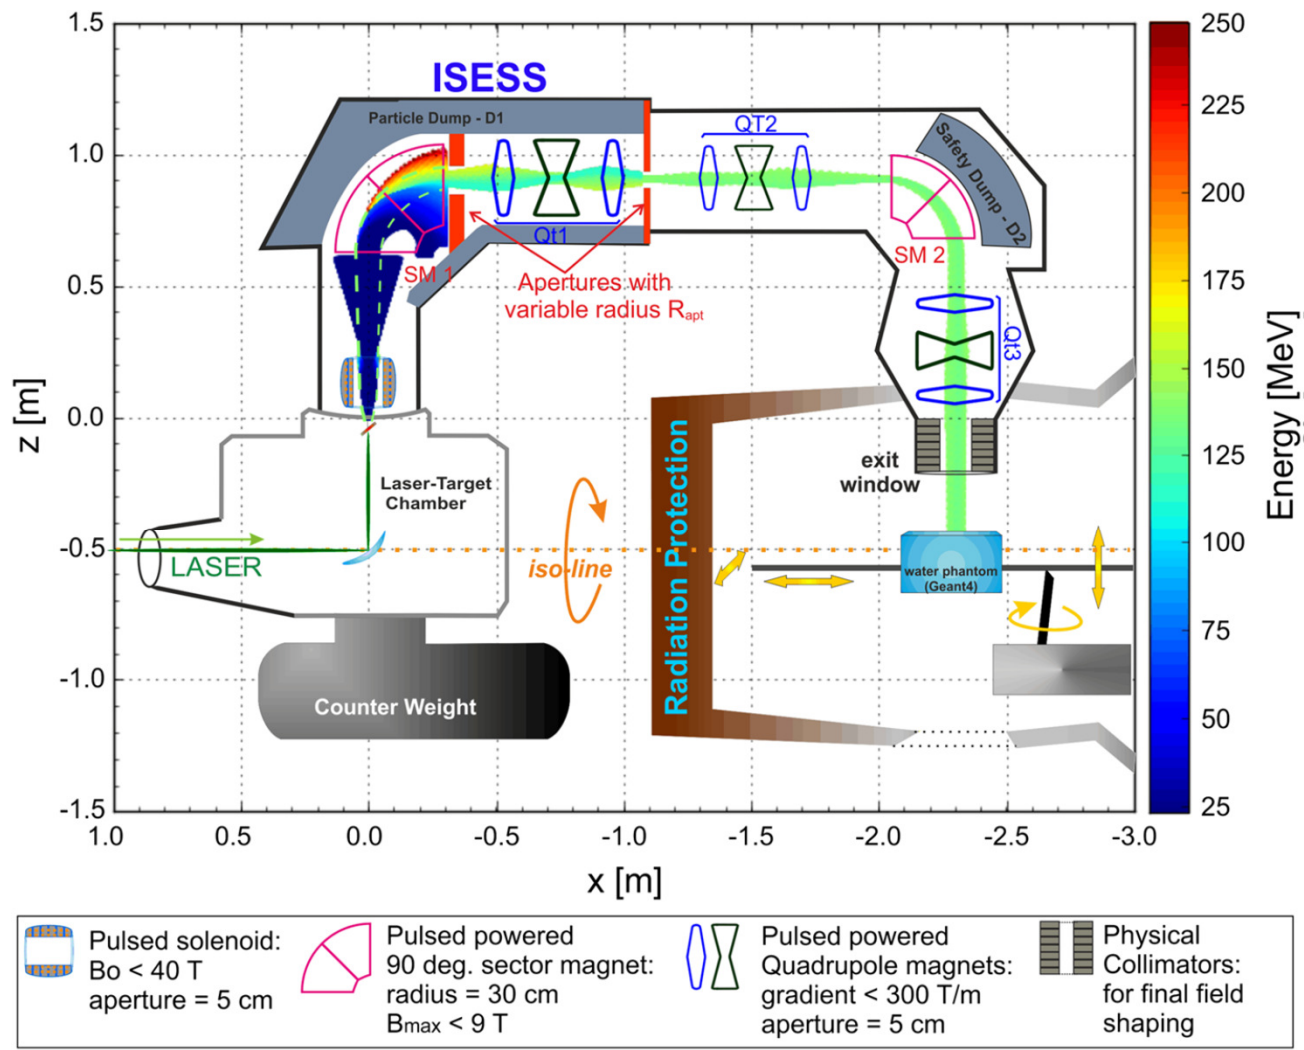 ISESS
Particle Dump - D1
QT2
Safety Dump - D2
Qt1
SM 1
SM 2
Apertures with
variable radius Rapt
Qt3
exit
window
Laser-Target
Chamber
LASER
iso-line
Radiation Protection
water phantom
(Geant4)
Counter Weight
z [m]
1.5
1.0
0.5
0.0
-0.5
-1.0
-1.5
1.0 0.5 0.0 -0.5 -1.0 -1.5 -2.0 -2.5 -3.0
x [m]
250
225
200
175
150
125
100
75
50
25
Energy [MeV]
Pulsed solenoid:
Bo < 40 T
aperture = 5 cm
Pulsed powered
90 deg. sector magnet:
radius = 30 cm
Bmax < 9 T
Pulsed powered
Quadrupole magnets:
gradient < 300 T/m
aperture = 5 cm
Physical
Collimators:
for final field
shaping